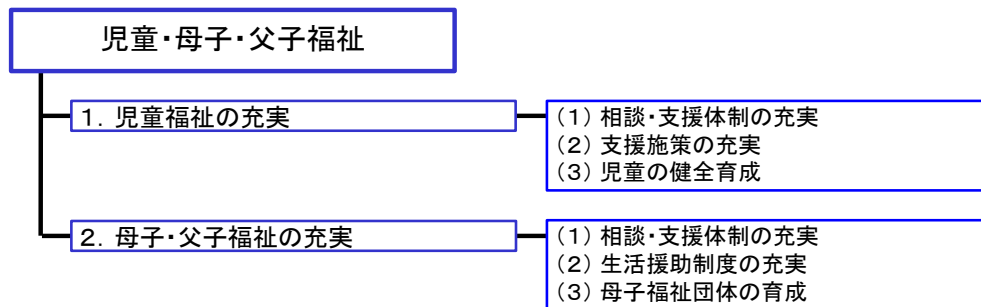 児童・母子・父子福祉
1．児童福祉の充実
（1）相談・支援体制の充実
（2）支援施策の充実
（3）児童の健全育成
2．母子・父子福祉の充実
（1）相談・支援体制の充実
（2）生活援助制度の充実
（3）母子福祉団体の育成